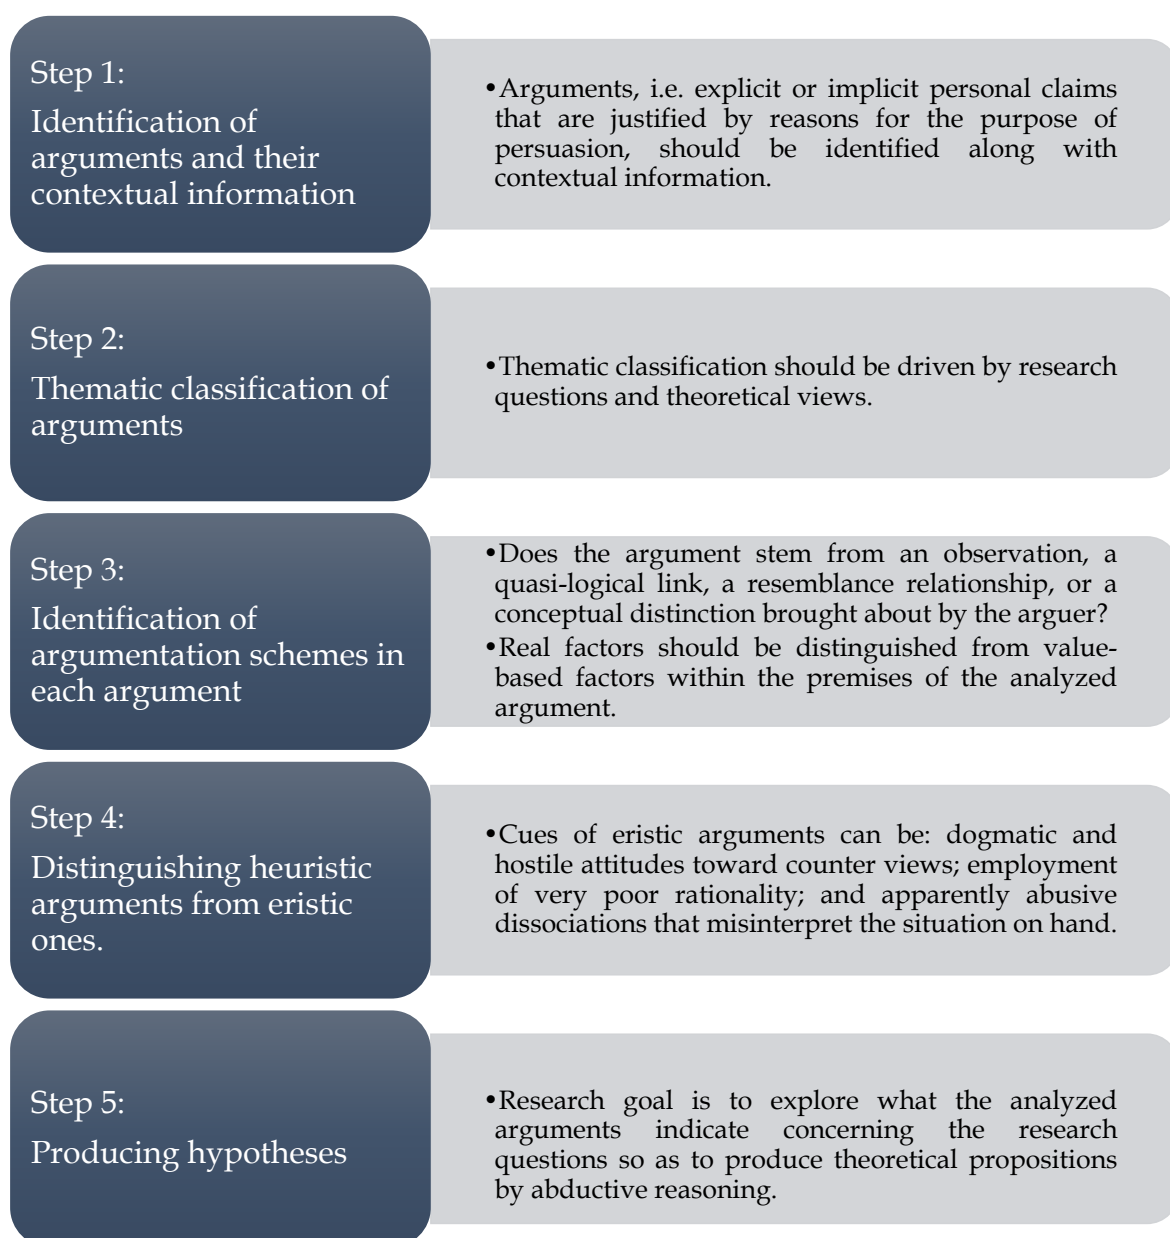 Step 1:
Identification of
arguments and their
contextual information
•Arguments, i.e. explicit or implicit personal claims
that are justified by reasons for the purpose of
persuasion, should be identified along with
contextual information.
Step 2:
Thematic classification of
arguments
•Thematic classification should be driven by research
questions and theoretical views.
Step 3:
Identification of
argumentation schemes in
each argument
•Does the argument stem from an observation, a
quasi-logical link, a resemblance relationship, or a
conceptual distinction brought about by the arguer?
•Real factors should be distinguished from value-
based factors within the premises of the analyzed
argument.
Step 4:
Distinguishing heuristic
arguments from eristic
ones.
•Cues of eristic arguments can be: dogmatic and
hostile attitudes toward counter views; employment
of very poor rationality; and apparently abusive
dissociations that misinterpret the situation on hand.
Step 5:
Producing hypotheses
•Research goal is to explore what the analyzed
arguments indicate concerning the research
questions so as to produce theoretical propositions
by abductive reasoning.